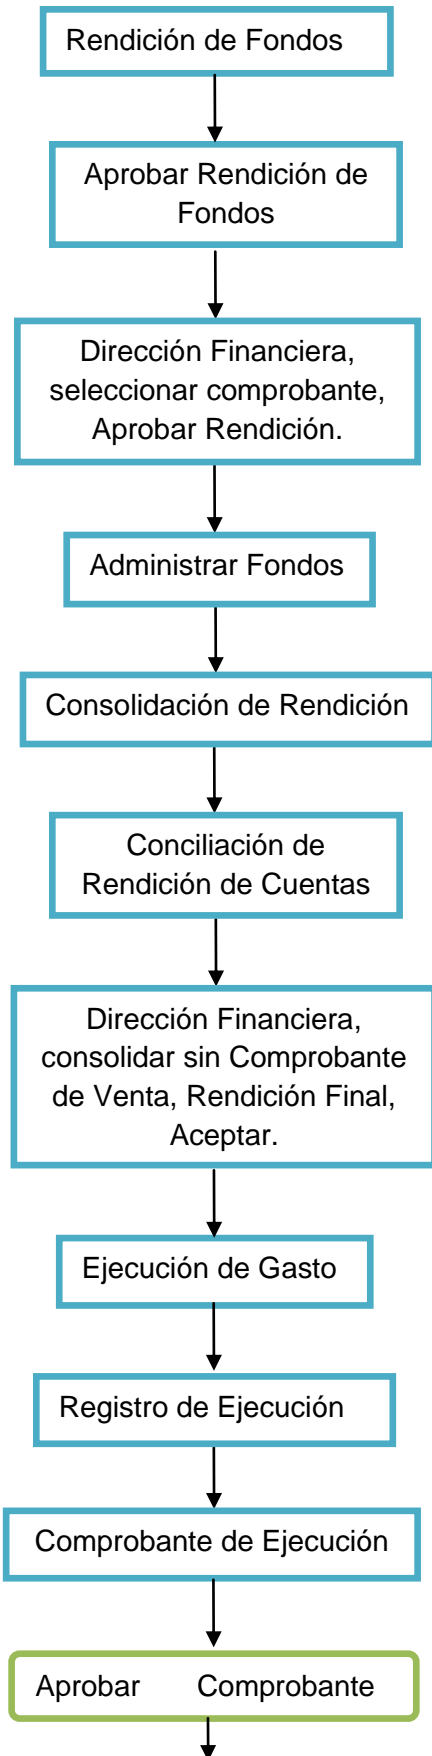 Rendición de Fondos
Aprobar Rendición de
Fondos
Dirección Financiera,
seleccionar comprobante,
Aprobar Rendición.
Administrar Fondos
Consolidación de Rendición
Conciliación de
Rendición de Cuentas
Dirección Financiera,
consolidar sin Comprobante
de Venta, Rendición Final,
Aceptar.
Ejecución de Gasto
Registro de Ejecución
Comprobante de Ejecución
Aprobar Comprobante